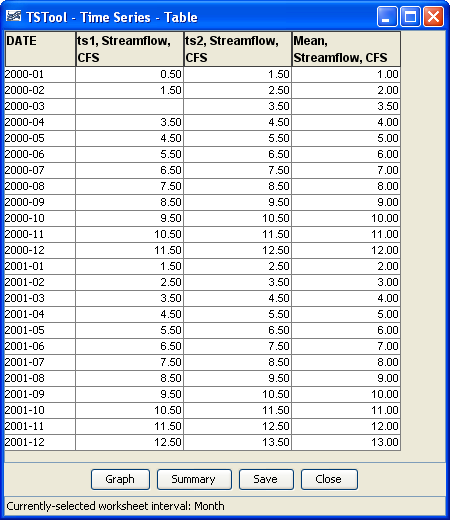 TSTool - Time Series - Table
DATE ts1, Streamflow, CFS ts2, Streamflow, CFS Mean, Streamflow, CFS
2000-01 0.50 1.50 1.00
2000-02 1.50 2.50 2.00
2000-03 3.50 3.50
2000-04 3.50 4.50 4.00
2000-05 4.50 5.50 5.00
2000-06 5.50 6.50 6.00
2000-07 6.50 7.50 7.00
2000-08 7.50 8.50 8.00
2000-09 8.50 9.50 9.00
2000-10 9.50 10.50 10.00
2000-11 10.50 11.50 11.00
2000-12 11.50 12.50 12.00
2001-01 1.50 2.50 2.00
2001-02 2.50 3.50 3.00
2001-03 3.50 4.50 4.00
2001-04 4.50 5.50 5.00
2001-05 5.50 6.50 6.00
2001-06 6.50 7.50 7.00
2001-07 7.50 8.50 8.00
2001-08 8.50 9.50 9.00
2001-09 9.50 10.50 10.00
2001-10 10.50 11.50 11.00
2001-11 11.50 12.50 12.00
2001-12 12.50 13.50 13.00
Graph Summary Save Close
Currently-selected worksheet interval: Month